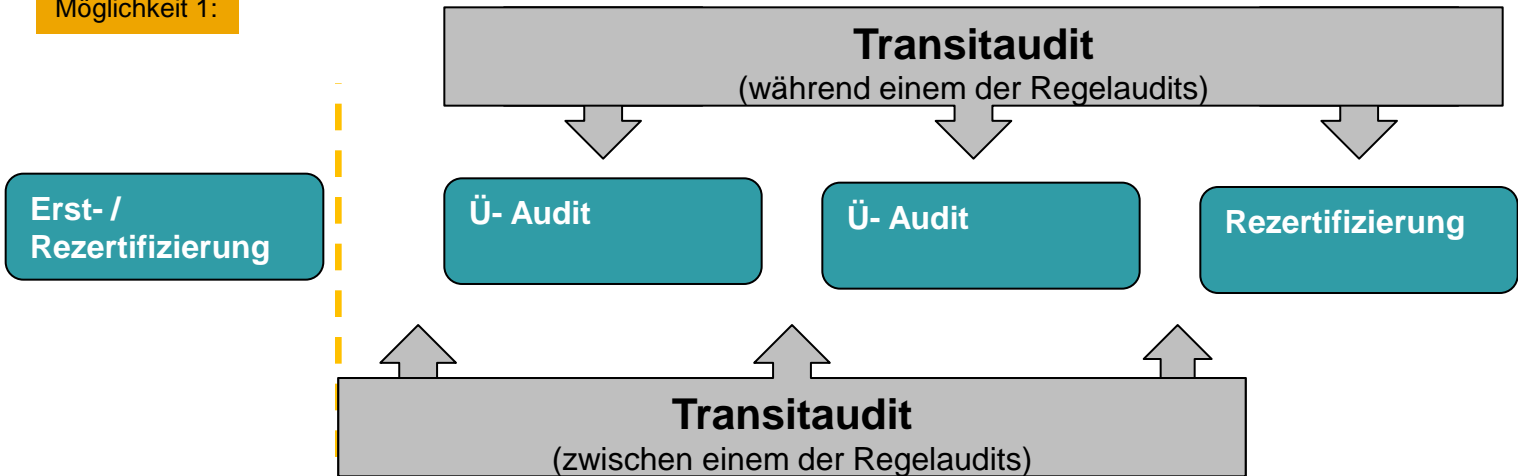 Möglichkeit 1:
Transitaudit
(während einem der Regelaudits)
Erst- /
Rezertifizierung
Ü- Audit
Ü- Audit
Rezertifizierung
Transitaudit
(zwischen einem der Regelaudits)